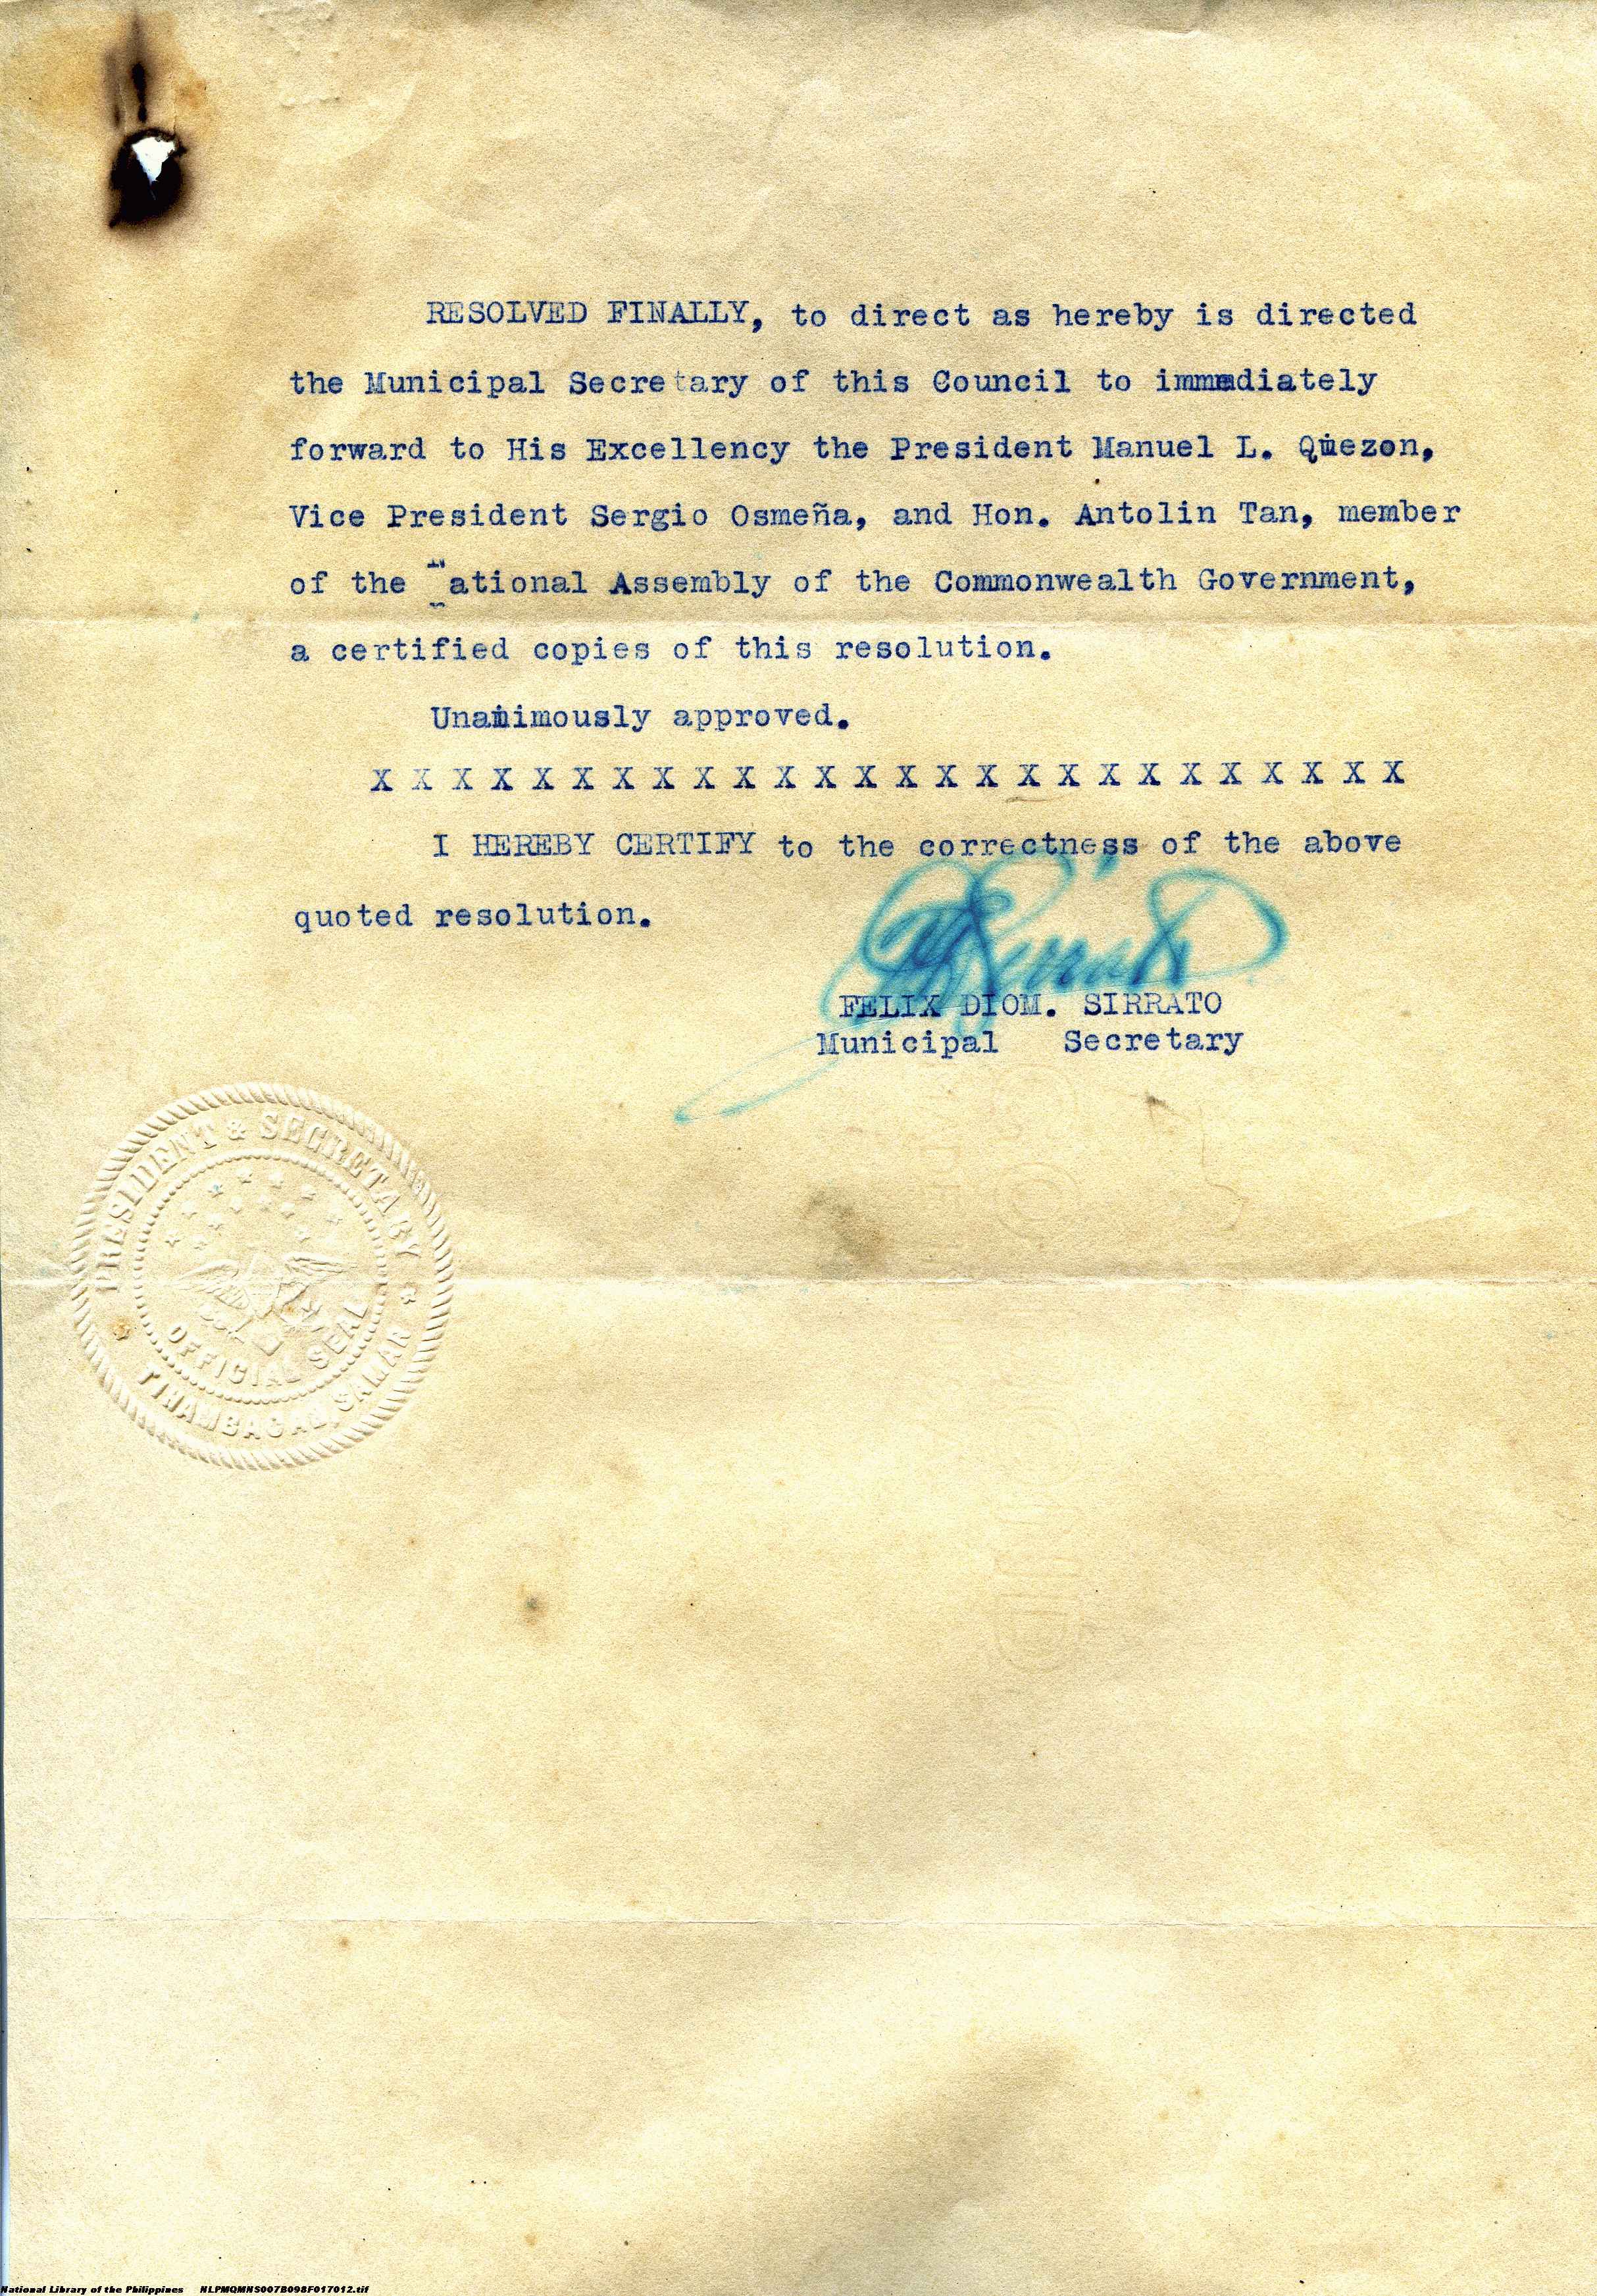 RESOLVED FINALLY, to direct as hereby is directed
the Municipal Secretary of this Council to immediately
forward to His Excellency the President Manuel L. Quezon,
Vice President Sergio Osmeña, and Hon. Antolin Tan, member
of the National Assembly of the Commonwealth Government,
a certified copies of this resolution.
Unanimously approved.
X X X X X X X X X X X X X X X X X X X X X X X X X X
I HEREBY CERTIFY to the correctness of the above
quoted resolution.
FELIX DIOM. SIRRATO
Municipal Secretary
PRESIDENT & SECRETARY
OFFICIAL SEAL
SAMAR
National Library of the Philippines NLPMQMNS007B098F017012.tif